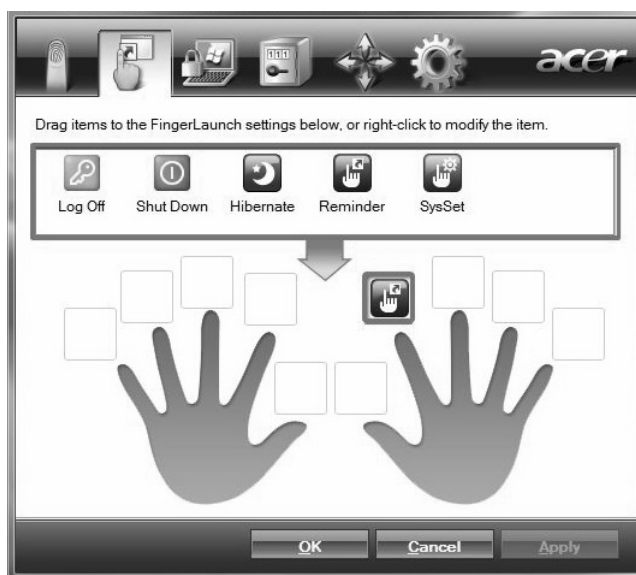 acer
Drag items to the FingerLaunch settings below, or right-click to modify the item.
Log Off Shut Down Hibernate Reminder SysSet
OK Cancel Apply